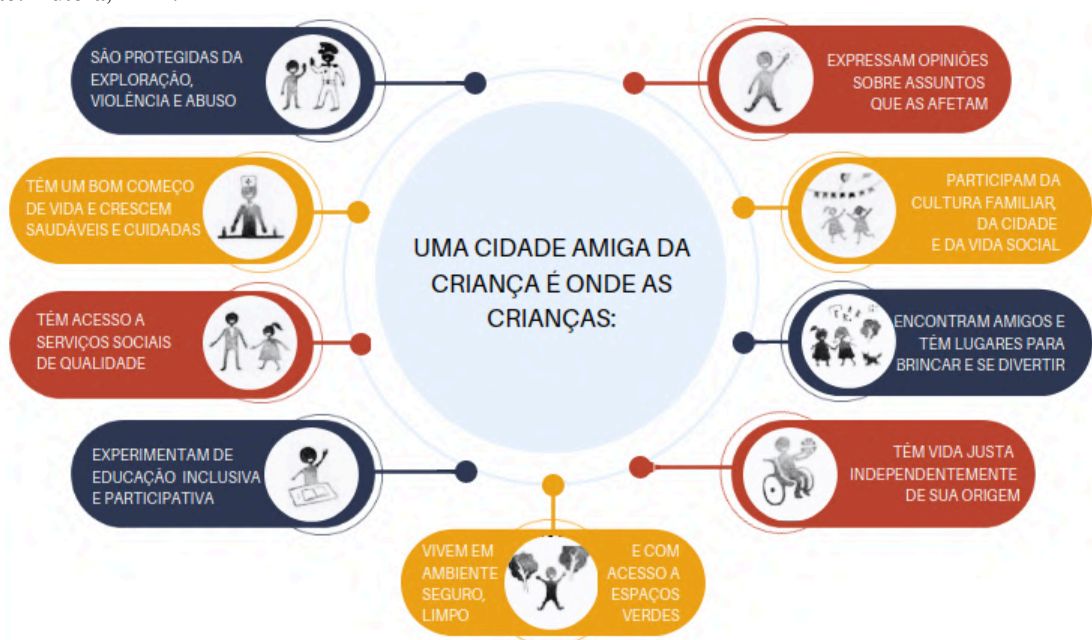 SÃO PROTEGIDAS DA
EXPLORAÇÃO,
VIOLÊNCIA E ABUSO
EXPRESSAM OPINIÕES
SOBRE ASSUNTOS
QUE AS AFETAM
TÊM UM BOM COMEÇO
DE VIDA E CRESCEM
SAUDÁVEIS E CUIDADAS
PARTICIPAM DA
CULTURA FAMILIAR,
DA CIDADE
E DA VIDA SOCIAL
UMA CIDADE AMIGA DA
CRIANÇA É ONDE AS
CRIANÇAS:
TÊM ACESSO A
SERVIÇOS SOCIAIS
DE QUALIDADE
ENCONTRAM AMIGOS E
TÊM LUGARES PARA
BRINCAR E SE DIVERTIR
EXPERIMENTAM DE
EDUCAÇÃO INCLUSIVA
E PARTICIPATIVA
TÊM VIDA JUSTA
INDEPENDENTEMENTE
DE SUA ORIGEM
VIVEM EM
AMBIENTE
SEGURO,
LIMPO
E COM
ACESSO A
ESPAÇOS
VERDES